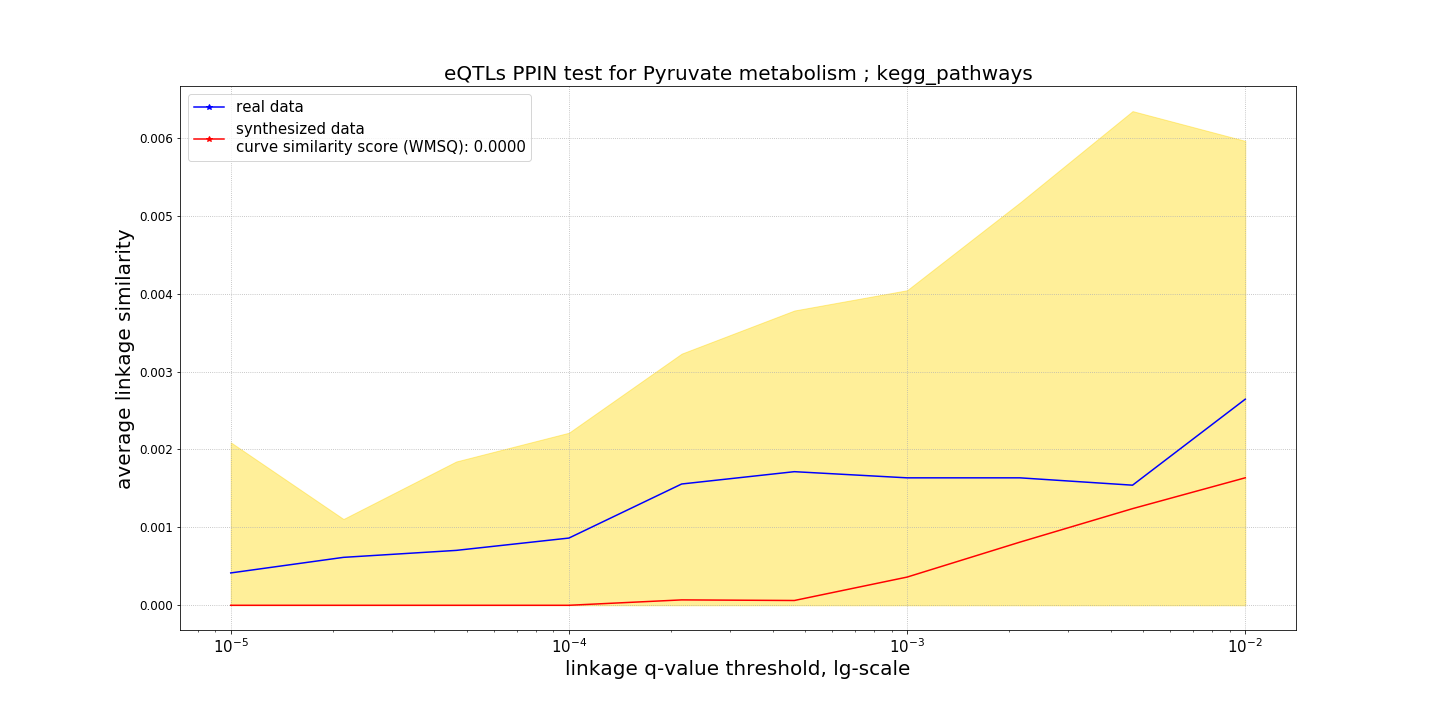 eQTLs PPIN test for Pyruvate metabolism ; kegg_pathways
real data
synthesized data
curve similarity score (WMSQ): 0.0000
average linkage similarity
0.006
0.005
0.004
0.003
0.002
0.001
0.000
10⁻⁵ 10⁻⁴ 10⁻³ 10⁻²
linkage q-value threshold, lg-scale